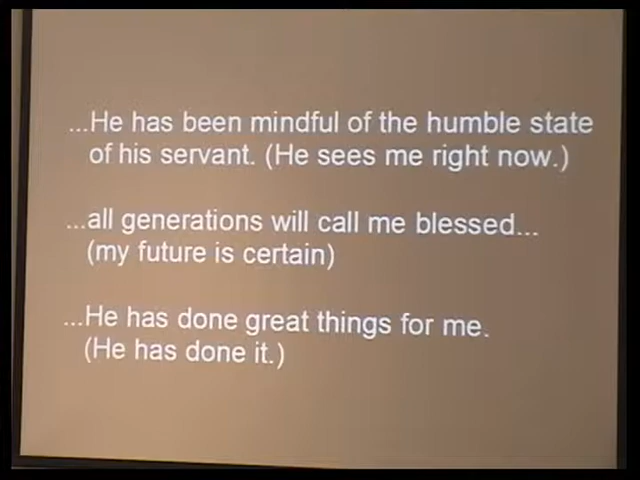 ...He has been mindful of the humble state
of his servant. (He sees me right now.)
...all generations will call me blessed...
(my future is certain)
...He has done great things for me.
(He has done it.)